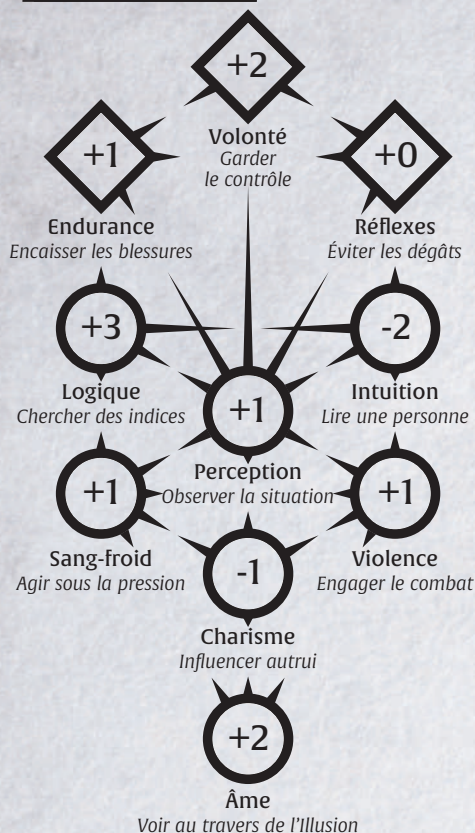 +2
Volonté
Garder
le contrôle
+1
Endurance
Encaisser les blessures
+0
Réflexes
Éviter les dégâts
+3
Logique
Chercher des indices
-2
Intuition
Lire une personne
+1
Perception
Observer la situation
+1
Sang-froid
Agir sous la pression
+1
Violence
Engager le combat
-1
Charisme
Influencer autrui
+2
Âme
Voir au travers de l'Illusion